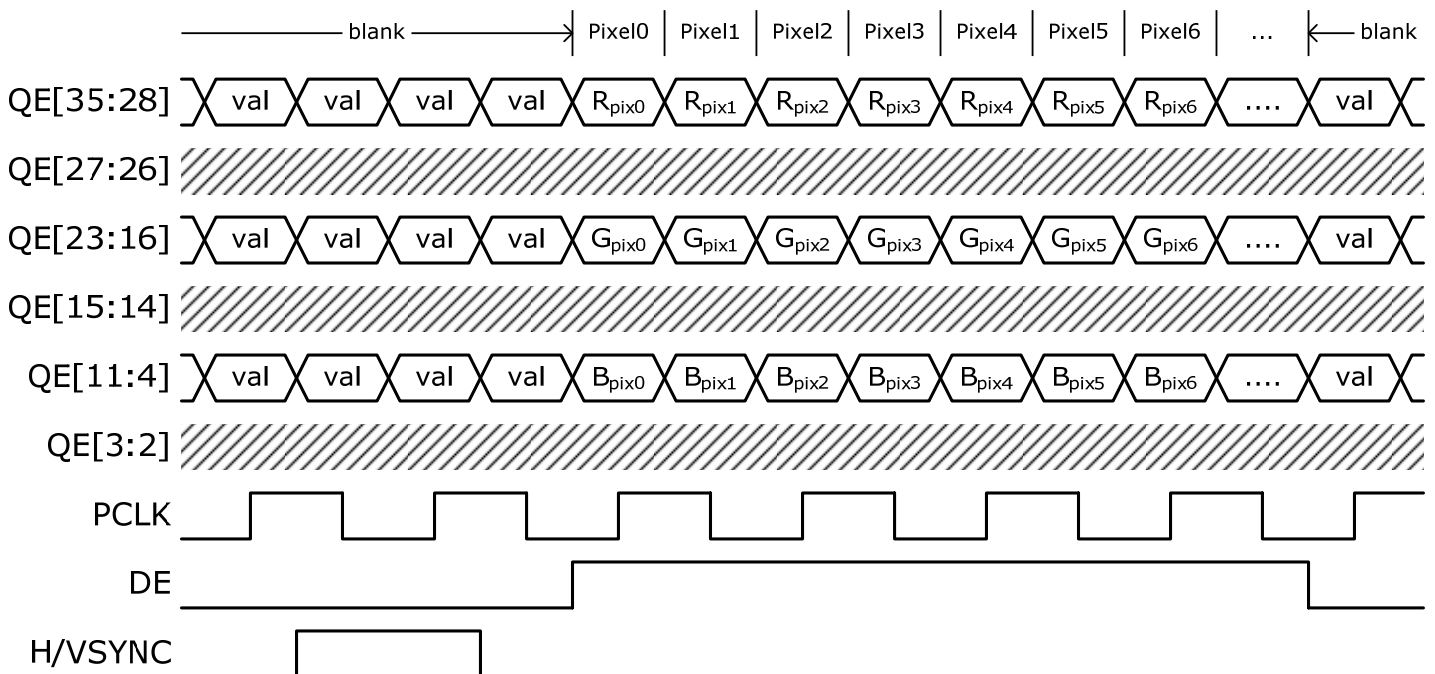 blank Pixel0 Pixel1 Pixel2 Pixel3 Pixel4 Pixel5 Pixel6 ... blank
QE[35:28] val val val val Rpix0 Rpix1 Rpix2 Rpix3 Rpix4 Rpix5 Rpix6 .... val
QE[27:26]
QE[23:16] val val val val Gpix0 Gpix1 Gpix2 Gpix3 Gpix4 Gpix5 Gpix6 .... val
QE[15:14]
QE[11:4] val val val val Bpix0 Bpix1 Bpix2 Bpix3 Bpix4 Bpix5 Bpix6 .... val
QE[3:2]
PCLK
DE
H/VSYNC